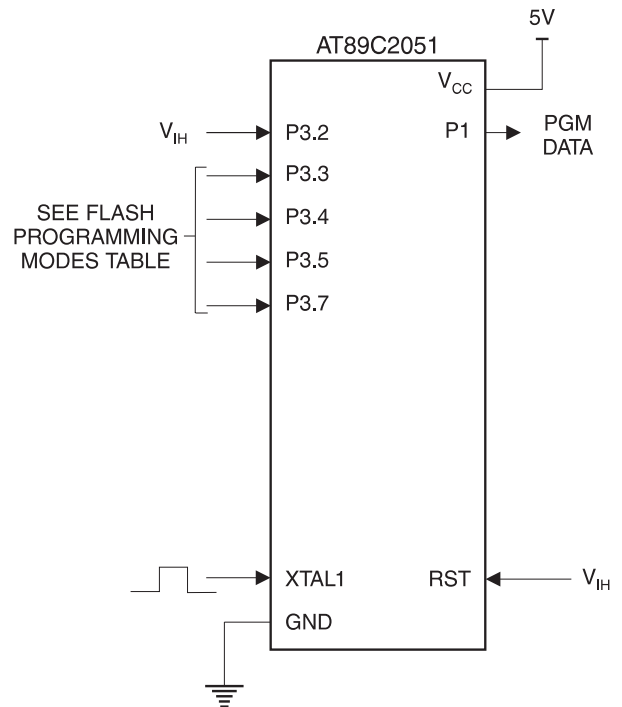 5V
AT89C2051
VCC
VIH
P3.2
P1
PGM
DATA
P3.3
SEE FLASH
PROGRAMMING
MODES TABLE
P3.4
P3.5
P3.7
XTAL1
RST
VIH
GND